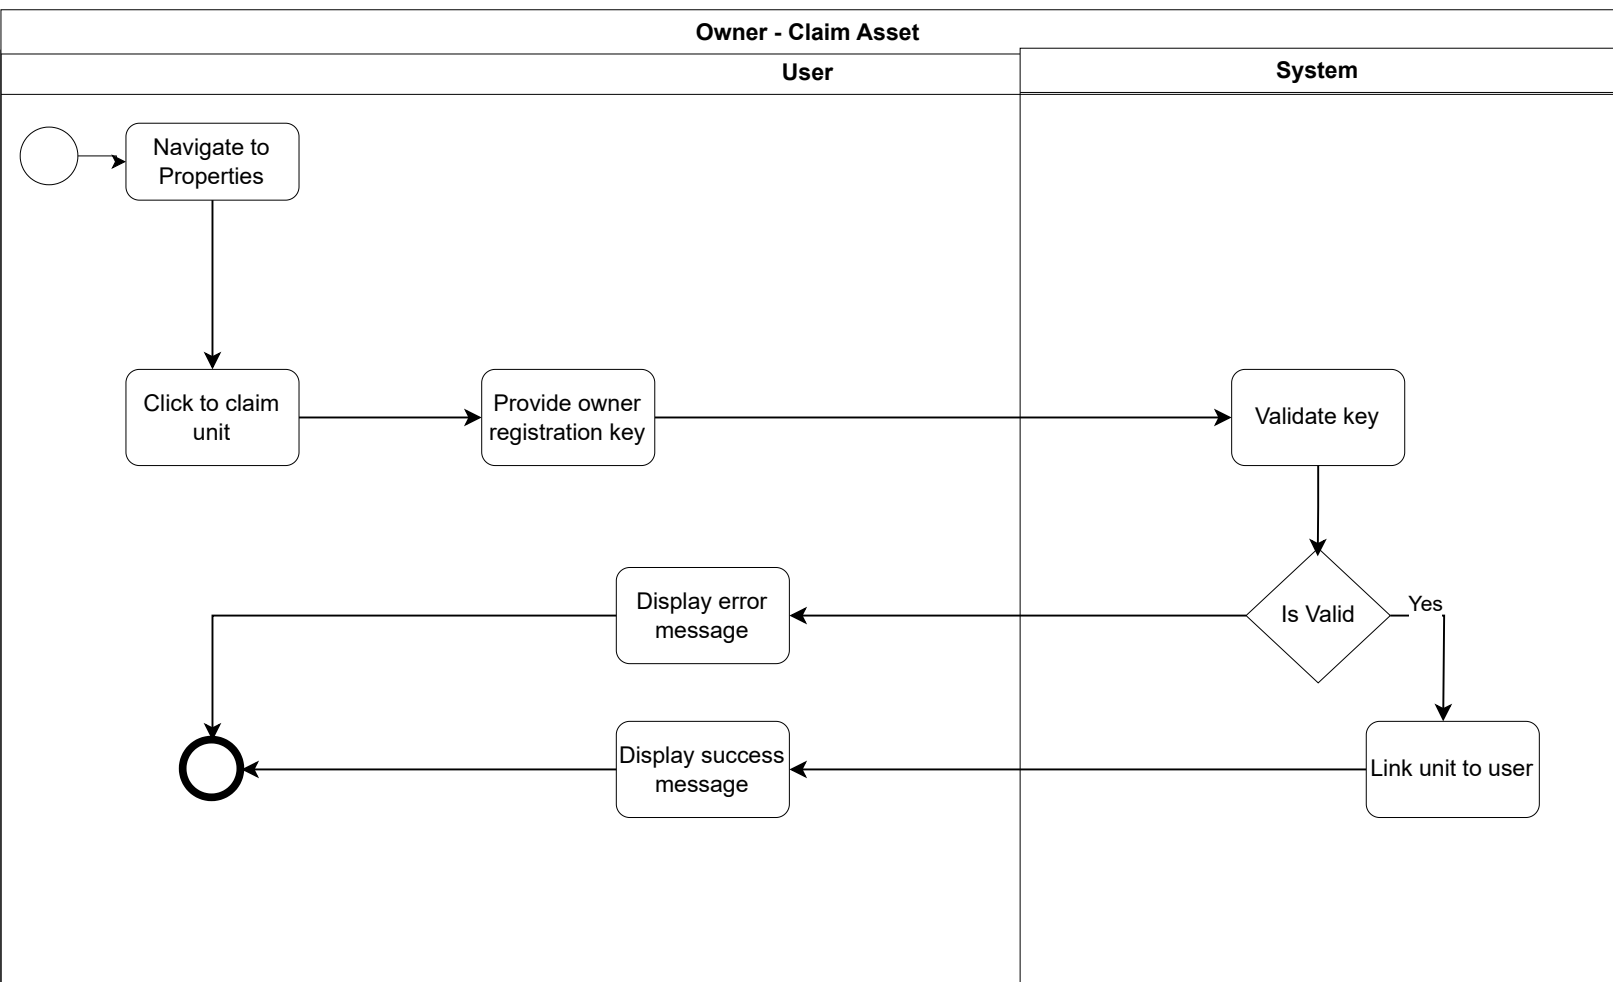 Owner - Claim Asset
User
System
Navigate to
Properties
Click to claim
unit
Provide owner
registration key
Validate key
Display error
message
Is Valid
Yes
Display success
message
Link unit to user